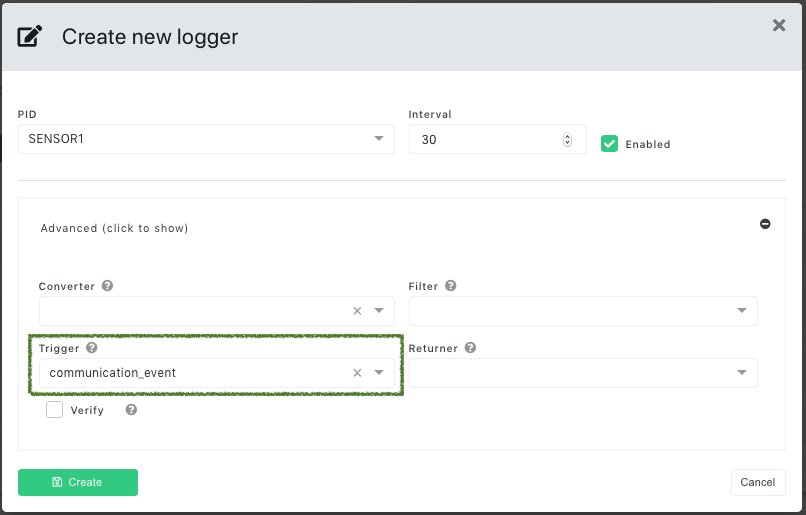 Create new logger
PID
Interval
SENSOR1
30
Enabled
Advanced (click to show)
Converter
Filter
Trigger
Returner
communication_event
Verify
Create
Cancel